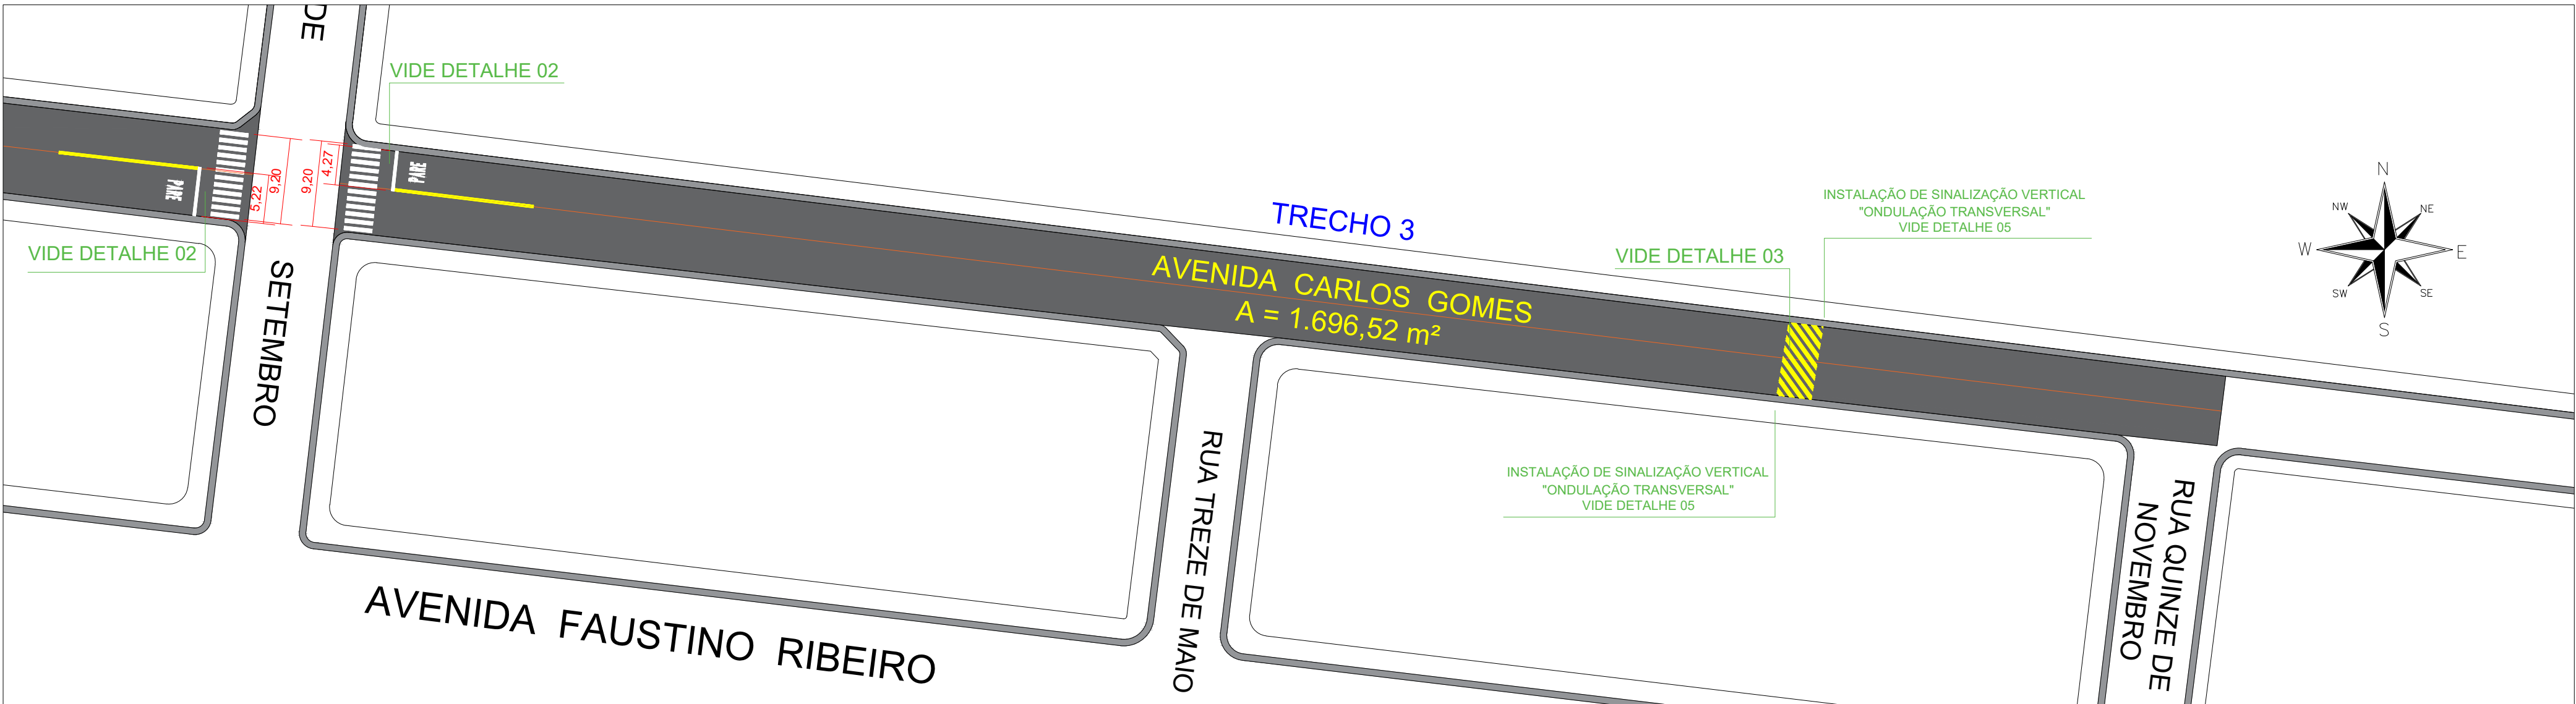 DE
VIDE DETALHE 02
PARE
5,22
9,20
9,20
4,27
PARE
VIDE DETALHE 02
SETEMBRO
TRECHO 3
AVENIDA CARLOS GOMES
A = 1.696,52 m²
VIDE DETALHE 03
INSTALAÇÃO DE SINALIZAÇÃO VERTICAL
"ONDULAÇÃO TRANSVERSAL"
VIDE DETALHE 05
N
NW
NE
W
E
SW
SE
S
INSTALAÇÃO DE SINALIZAÇÃO VERTICAL
"ONDULAÇÃO TRANSVERSAL"
VIDE DETALHE 05
AVENIDA FAUSTINO RIBEIRO
RUA TREZE DE MAIO
RUA QUINZE DE
NOVEMBRO